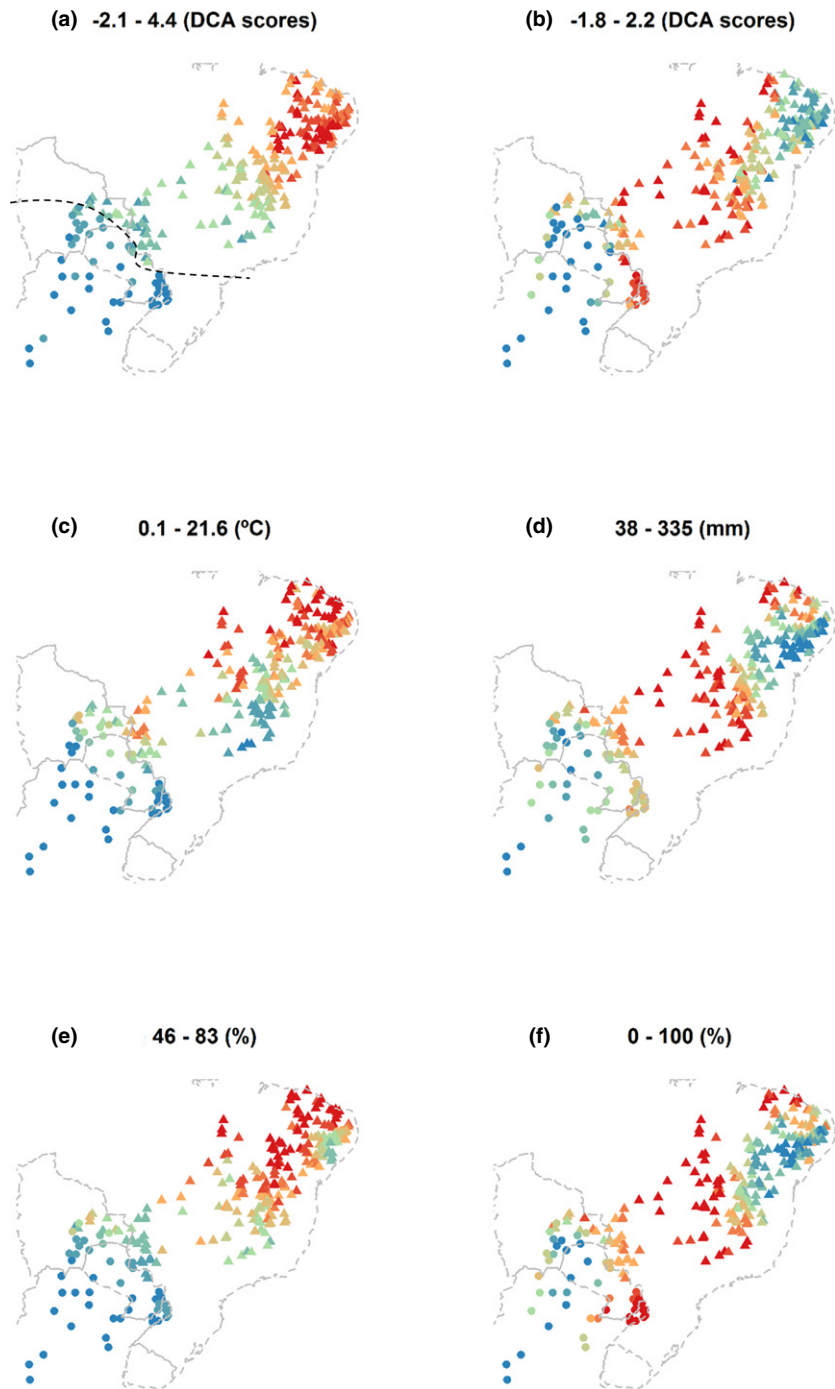 (a) -2.1 - 4.4 (DCA scores)
(b) -1.8 - 2.2 (DCA scores)
(c) 0.1 - 21.6 (ºC)
(d) 38 - 335 (mm)
(e) 46 - 83 (%)
(f) 0 - 100 (%)